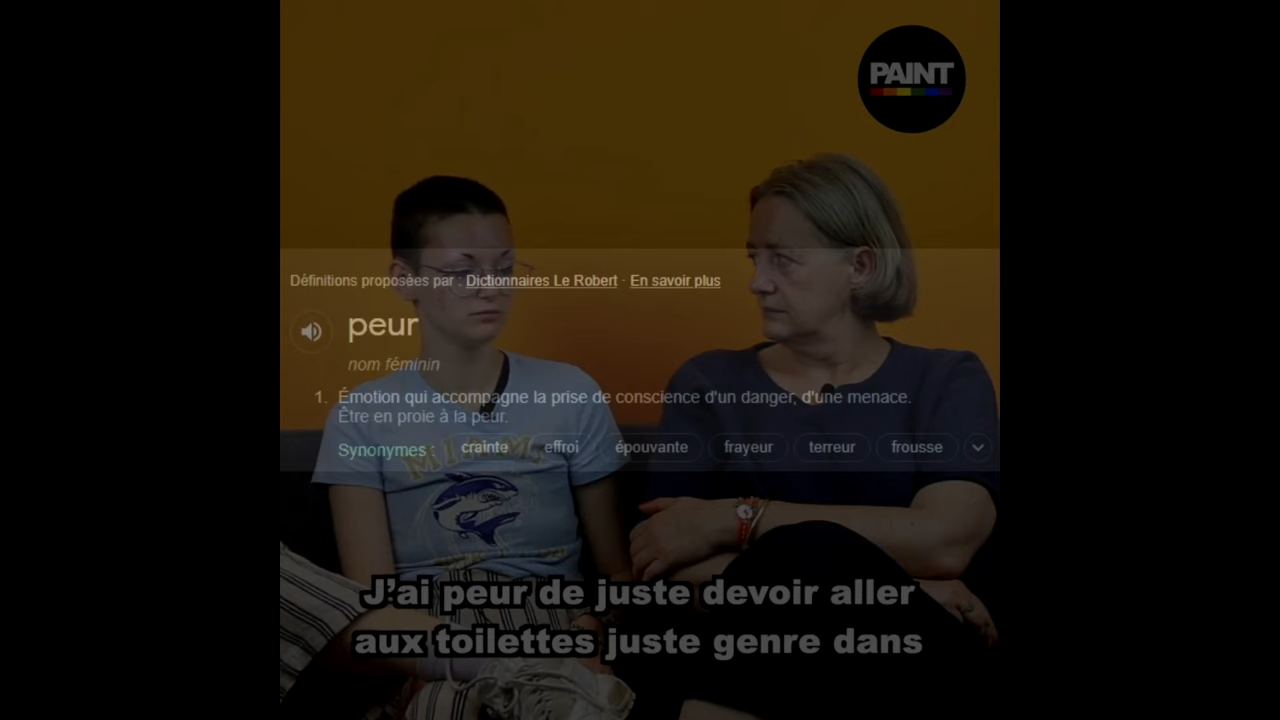 PAINT
Définitions proposées par : Dictionnaires Le Robert · En savoir plus
peur
nom féminin
1. Émotion qui accompagne la prise de conscience d'un danger, d'une menace.
Être en proie à la peur.
Synonymes : crainte effroi épouvante frayeur terreur frousse
MIAMI
J'ai peur de juste devoir aller
aux toilettes juste genre dans